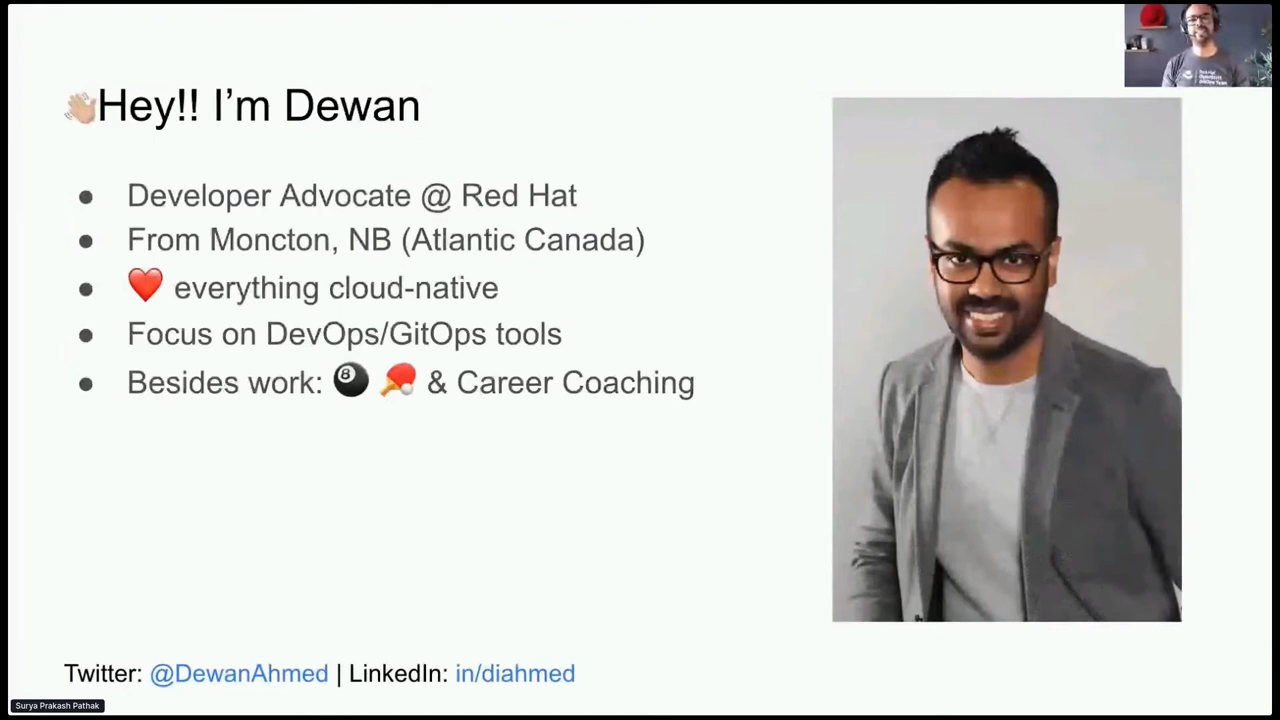 👋🏼Hey!! I’m Dewan
● Developer Advocate @ Red Hat
● From Moncton, NB (Atlantic Canada)
● ❤️ everything cloud-native
● Focus on DevOps/GitOps tools
● Besides work: 🎱 🏓 & Career Coaching
Twitter: @DewanAhmed | LinkedIn: in/diahmed
Surya Prakash Pathak